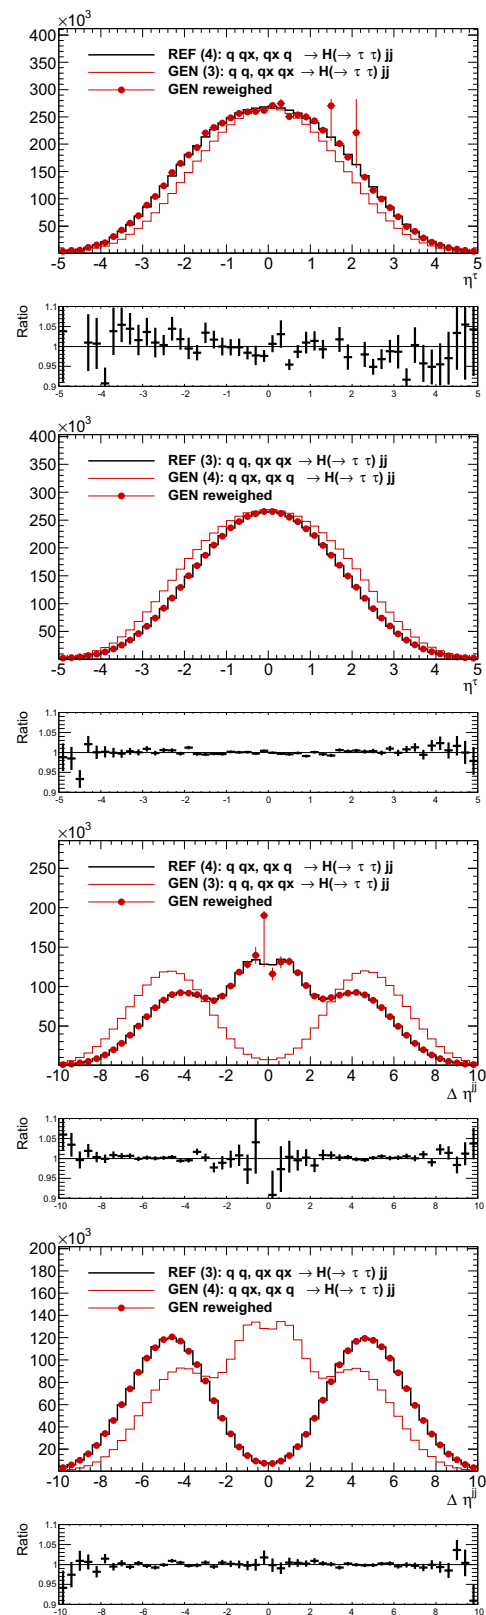 ×10³
400
350
300
250
200
150
100
50
REF (4): q qx, qx q → H(→ τ τ) jj
GEN (3): q q, qx qx → H(→ τ τ) jj
GEN reweighed
-5 -4 -3 -2 -1 0 1 2 3 4 5
η^τ
Ratio
1.1
1.05
1
0.95
0.9
-5 -4 -3 -2 -1 0 1 2 3 4 5
×10³
400
350
300
250
200
150
100
50
REF (3): q q, qx qx → H(→ τ τ) jj
GEN (4): q qx, qx q → H(→ τ τ) jj
GEN reweighed
-5 -4 -3 -2 -1 0 1 2 3 4 5
η^τ
Ratio
1.1
1.05
1
0.95
0.9
-5 -4 -3 -2 -1 0 1 2 3 4 5
×10³
250
200
150
100
50
REF (4): q qx, qx q → H(→ τ τ) jj
GEN (3): q q, qx qx → H(→ τ τ) jj
GEN reweighed
-10 -8 -6 -4 -2 0 2 4 6 8 10
Δ η^jj
Ratio
1.1
1.05
1
0.95
0.9
-10 -8 -6 -4 -2 0 2 4 6 8 10
×10³
200
180
160
140
120
100
80
60
40
20
REF (3): q q, qx qx → H(→ τ τ) jj
GEN (4): q qx, qx q → H(→ τ τ) jj
GEN reweighed
-10 -8 -6 -4 -2 0 2 4 6 8 10
Δ η^jj
Ratio
1.1
1.05
1
0.95
0.9
-10 -8 -6 -4 -2 0 2 4 6 8 10